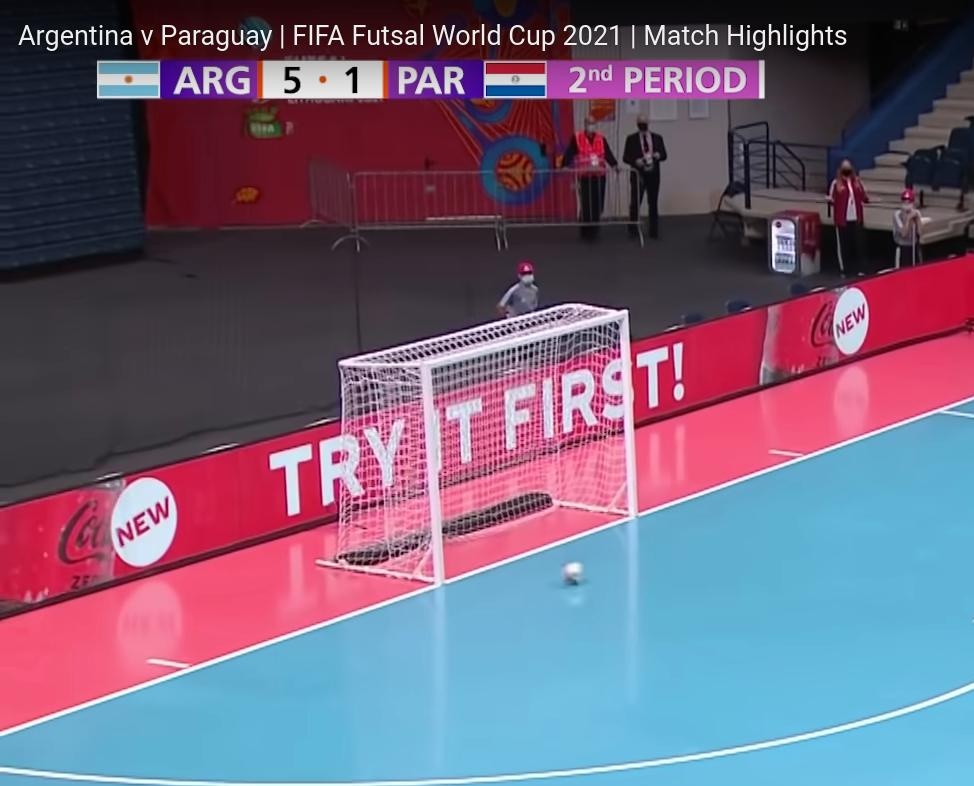 Argentina v Paraguay | FIFA Futsal World Cup 2021 | Match Highlights
ARG 5 · 1 PAR 2nd PERIOD
FIFA
TRY IT FIRST!
NEW
NEW